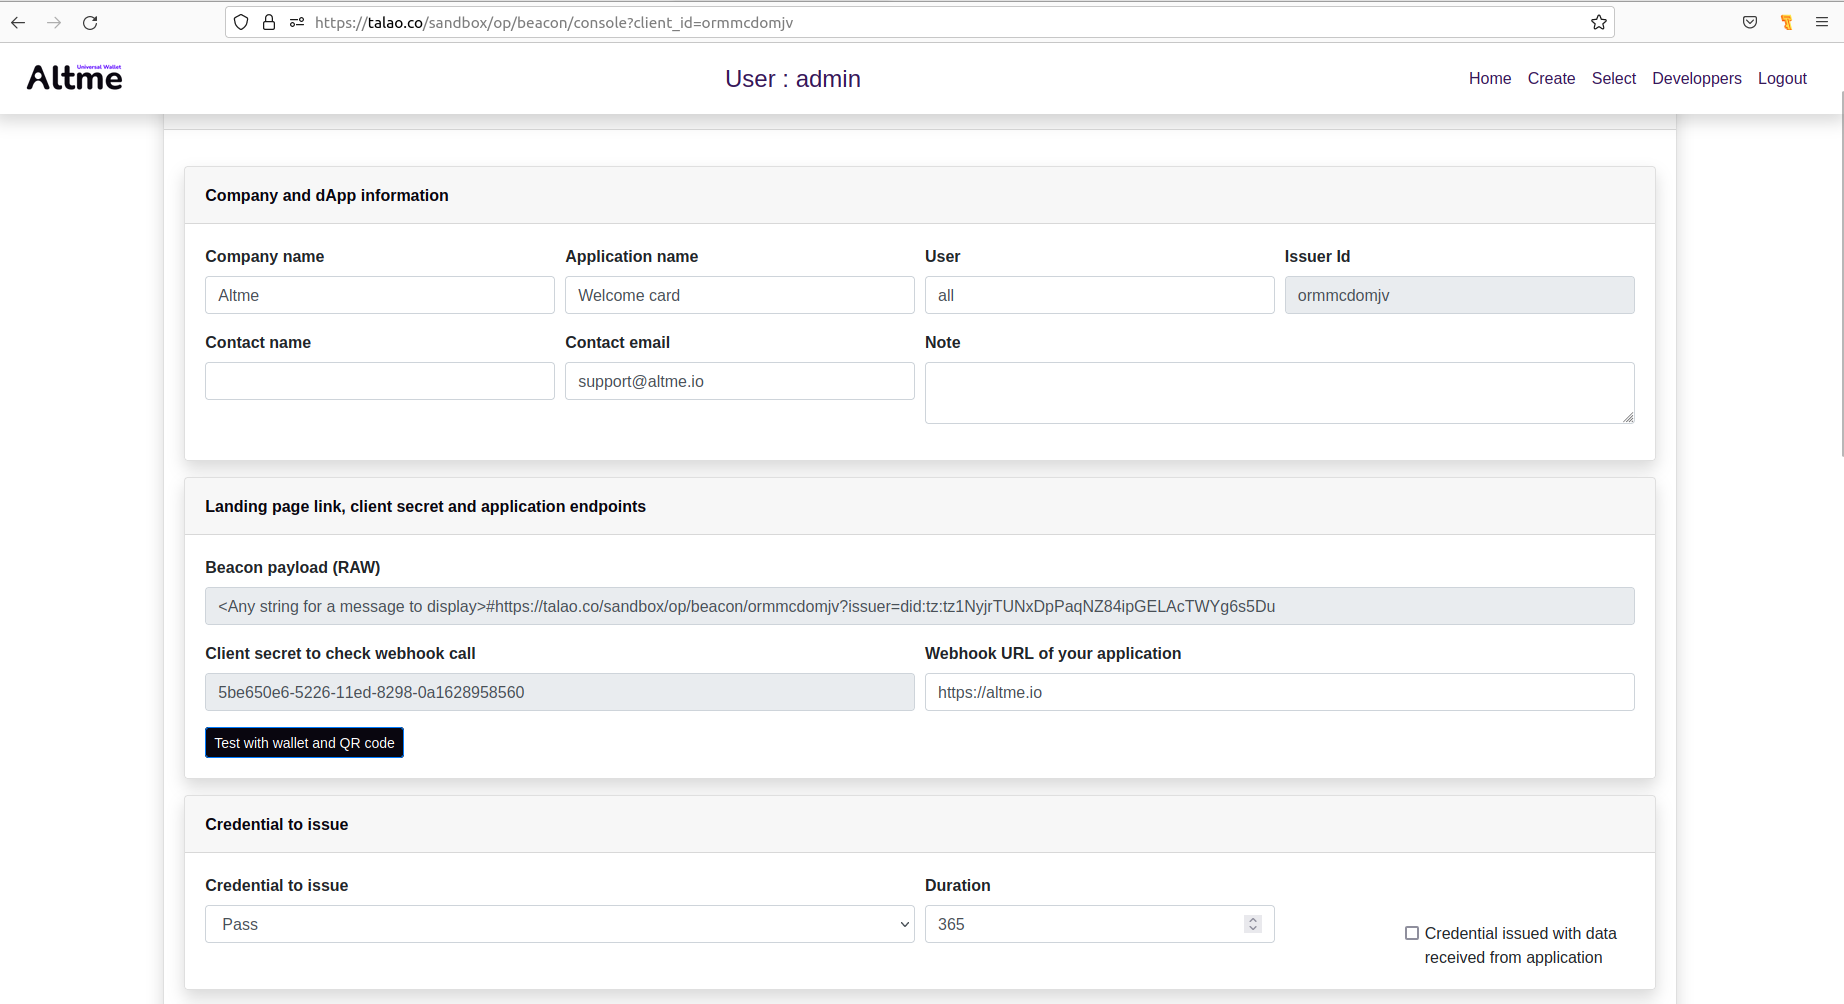 https://talao.co/sandbox/op/beacon/console?client_id=ormmcdomjv
Universal Wallet
Altme
User : admin
Home Create Select Developpers Logout
Company and dApp information
Company name Application name User Issuer Id
Altme Welcome card all ormmcdomjv
Contact name Contact email Note
support@altme.io
Landing page link, client secret and application endpoints
Beacon payload (RAW)
<Any string for a message to display>#https://talao.co/sandbox/op/beacon/ormmcdomjv?issuer=did:tz:tz1NyjrTUNxDpPaqNZ84ipGELAcTWYg6s5Du
Client secret to check webhook call Webhook URL of your application
5be650e6-5226-11ed-8298-0a1628958560 https://altme.io
Test with wallet and QR code
Credential to issue
Credential to issue Duration
Pass 365
Credential issued with data
received from application